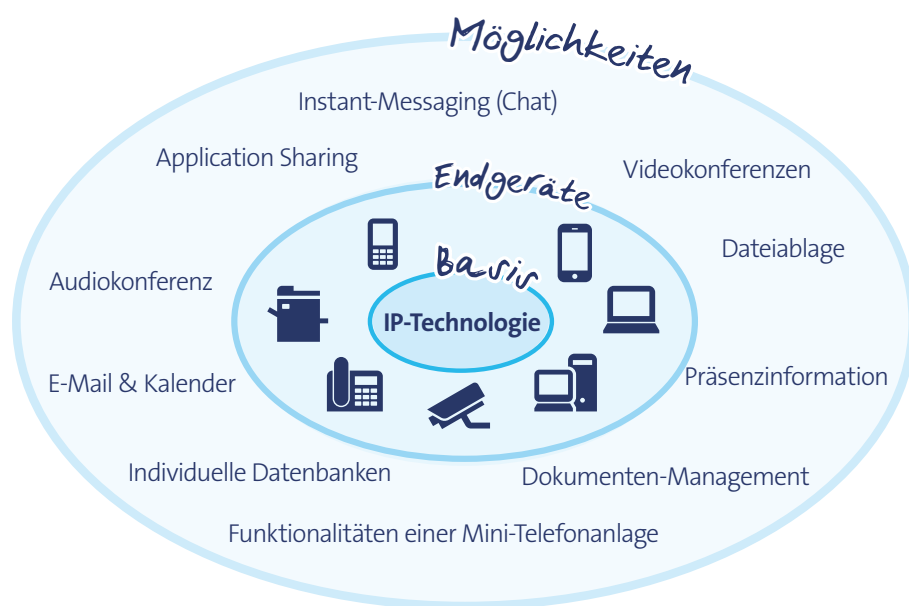 Möglichkeiten
Instant-Messaging (Chat)
Application Sharing
Videokonferenzen
Endgeräte
Dateiablage
Basis
Audiokonferenz
IP-Technologie
E-Mail & Kalender
Präsenzinformation
Individuelle Datenbanken
Dokumenten-Management
Funktionalitäten einer Mini-Telefonanlage